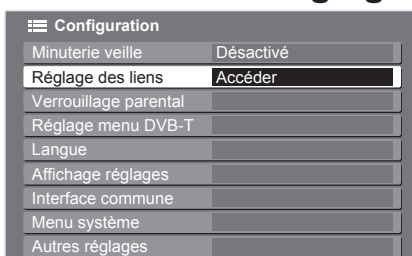 Configuration
Minuterie veille Désactivé
Réglage des liens Accéder
Verrouillage parental
Réglage menu DVB-T
Langue
Affichage réglages
Interface commune
Menu système
Autres réglages